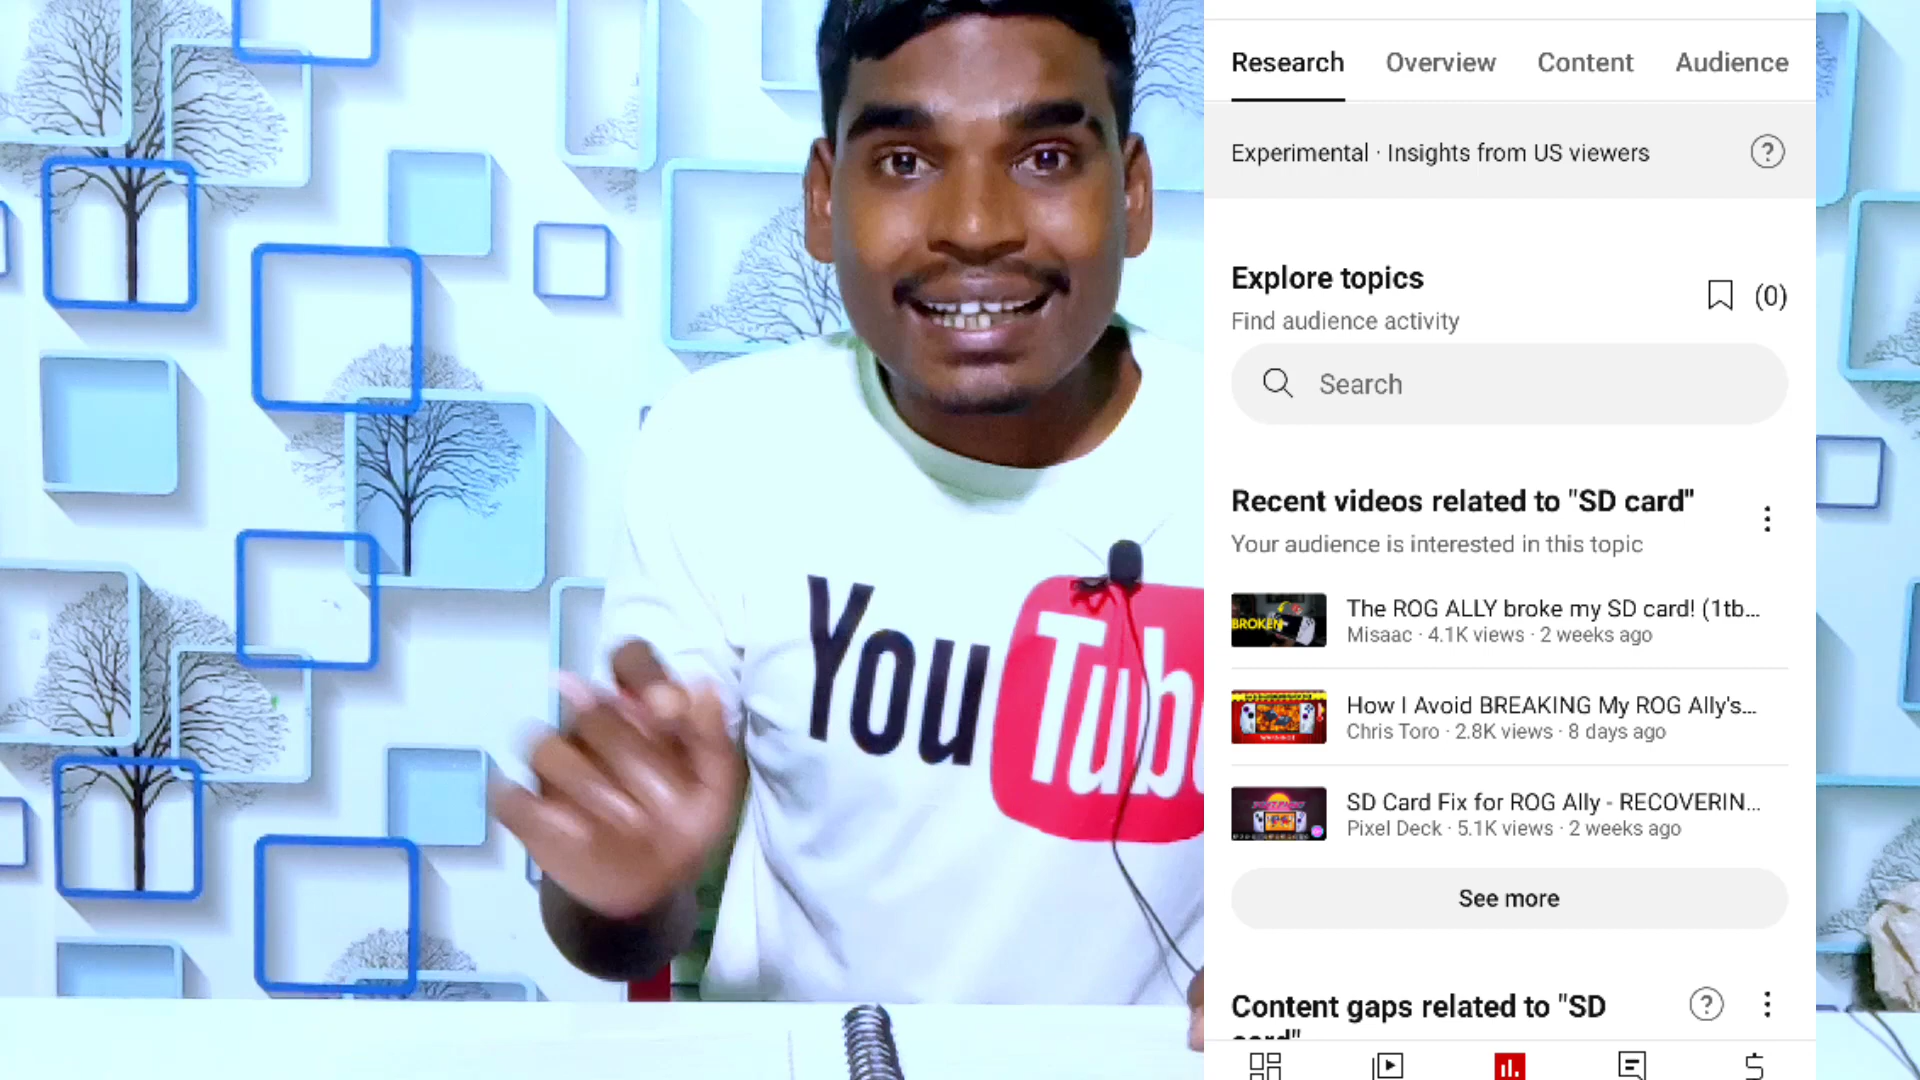 YouTub
Research Overview Content Audience
Experimental · Insights from US viewers
Explore topics
(0)
Find audience activity
Search
Recent videos related to "SD card"
Your audience is interested in this topic
BROKEN
The ROG ALLY broke my SD card! (1tb...
Misaac · 4.1K views · 2 weeks ago
How I Avoid BREAKING My ROG Ally's...
Chris Toro · 2.8K views · 8 days ago
SD Card Fix for ROG Ally - RECOVERIN...
Pixel Deck · 5.1K views · 2 weeks ago
See more
Content gaps related to "SD
card"